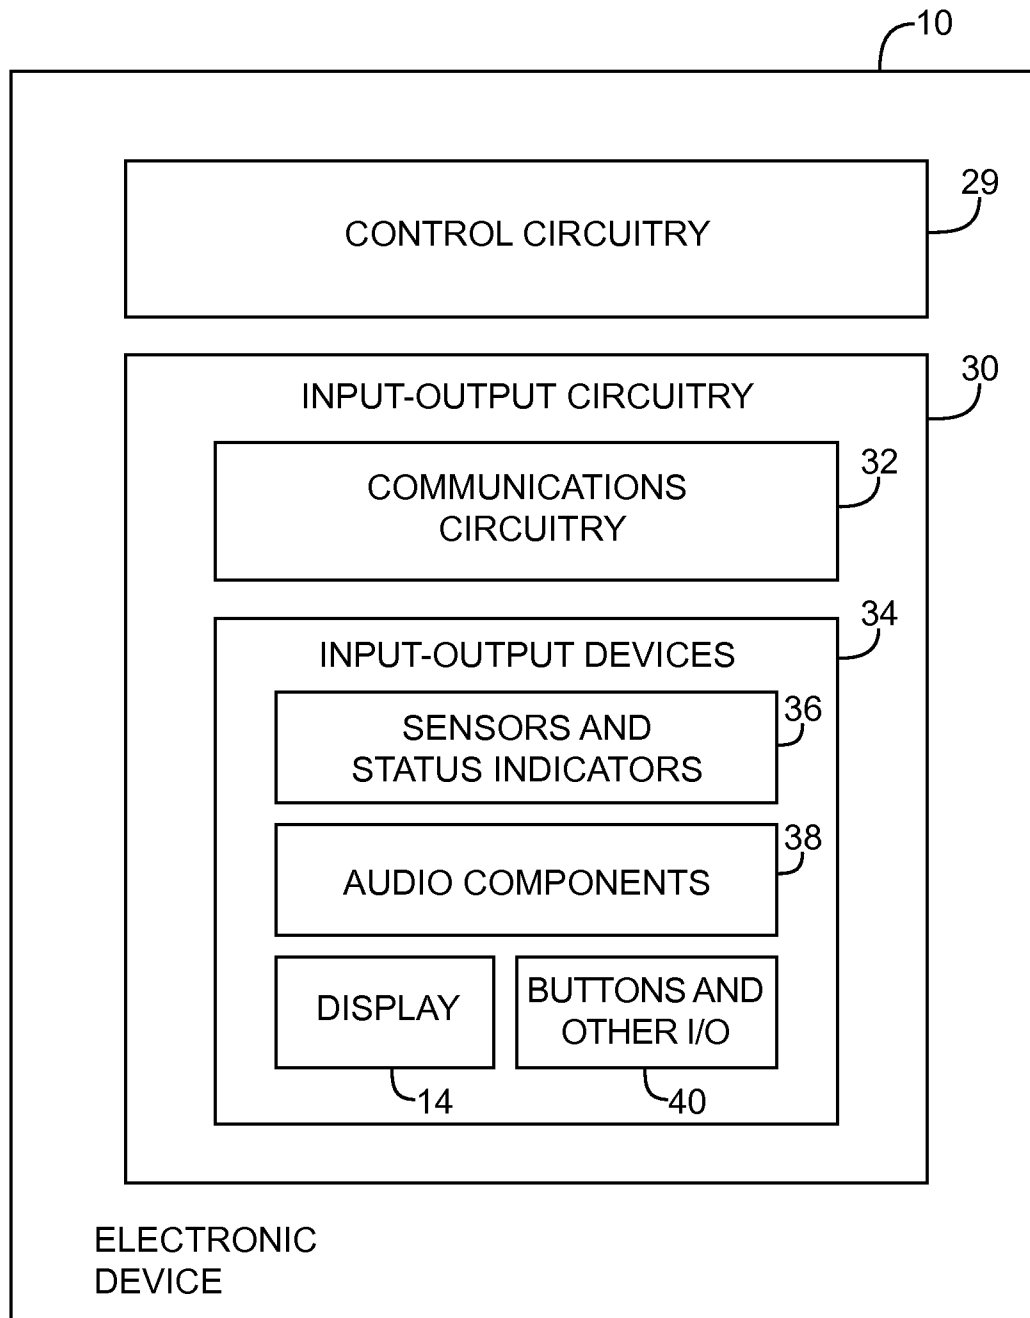 10
CONTROL CIRCUITRY
29
INPUT-OUTPUT CIRCUITRY
30
COMMUNICATIONS
CIRCUITRY
32
INPUT-OUTPUT DEVICES
34
SENSORS AND
STATUS INDICATORS
36
AUDIO COMPONENTS
38
DISPLAY
14
BUTTONS AND
OTHER I/O
40
ELECTRONIC
DEVICE